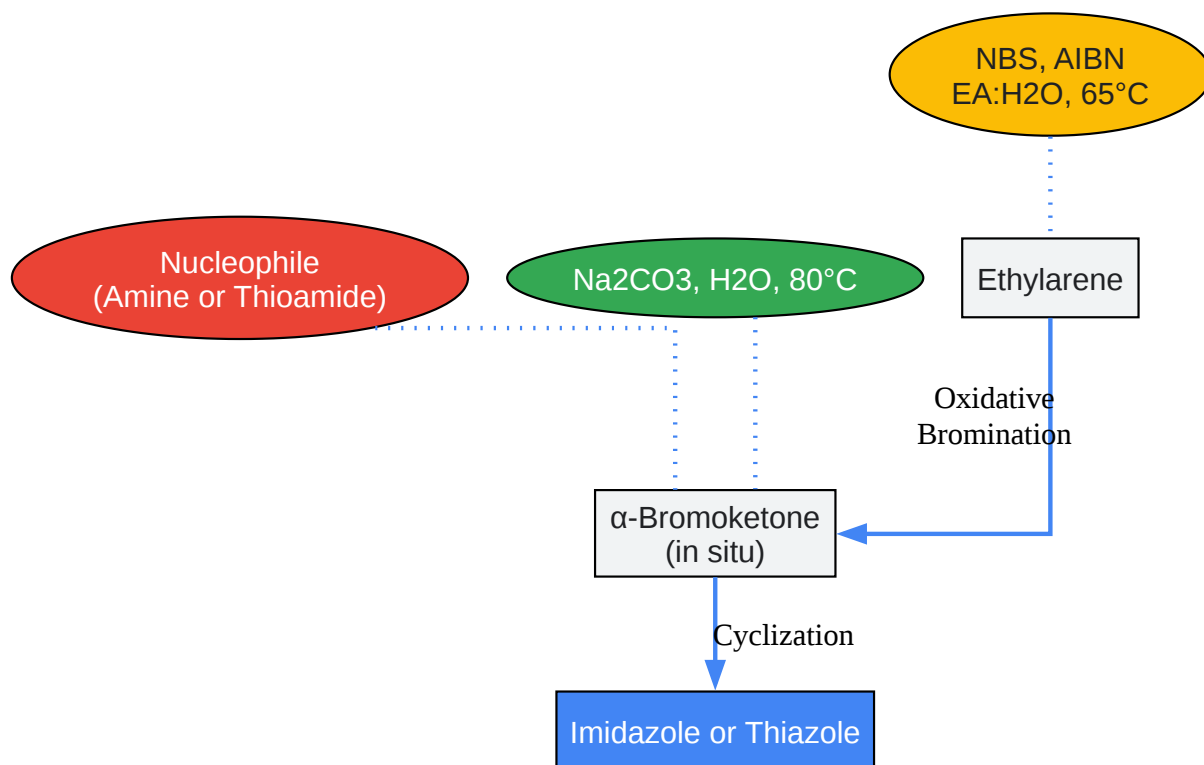 NBS, AIBN
EA:H2O, 65°C
Nucleophile
(Amine or Thioamide)
Na2CO3, H2O, 80°C
Ethylarene
Oxidative
Bromination
α-Bromoketone
(in situ)
Cyclization
Imidazole or Thiazole